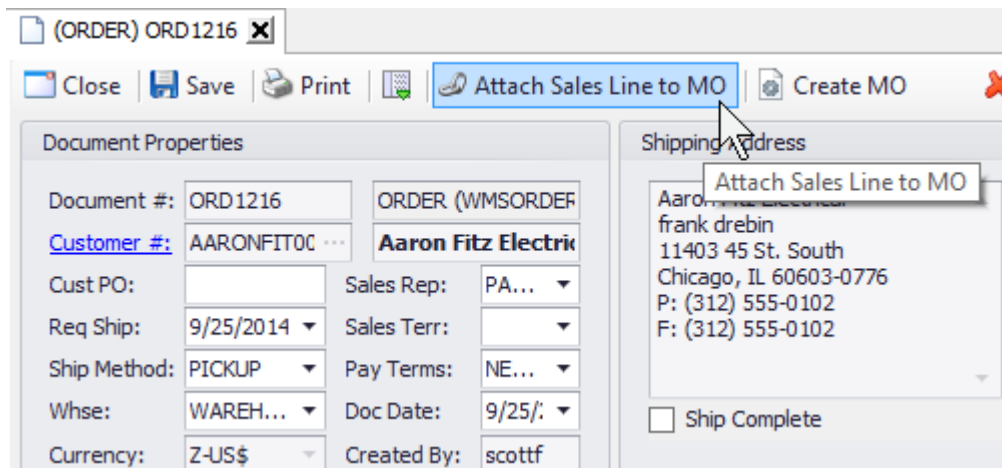 (ORDER) ORD1216
Close Save Print Attach Sales Line to MO Create MO
Document Properties
Document #: ORD1216 ORDER (WMSORDER
Customer #: AARONFIT00 ... Aaron Fitz Electric
Cust PO: Sales Rep: PA...
Req Ship: 9/25/2014 Sales Terr:
Ship Method: PICKUP Pay Terms: NE...
Whse: WAREH... Doc Date: 9/25/
Currency: Z-US$ Created By: scottf
Shipping Address
Attach Sales Line to MO
Aaron Fitz Electrical
frank drebin
11403 45 St. South
Chicago, IL 60603-0776
P: (312) 555-0102
F: (312) 555-0102
Ship Complete